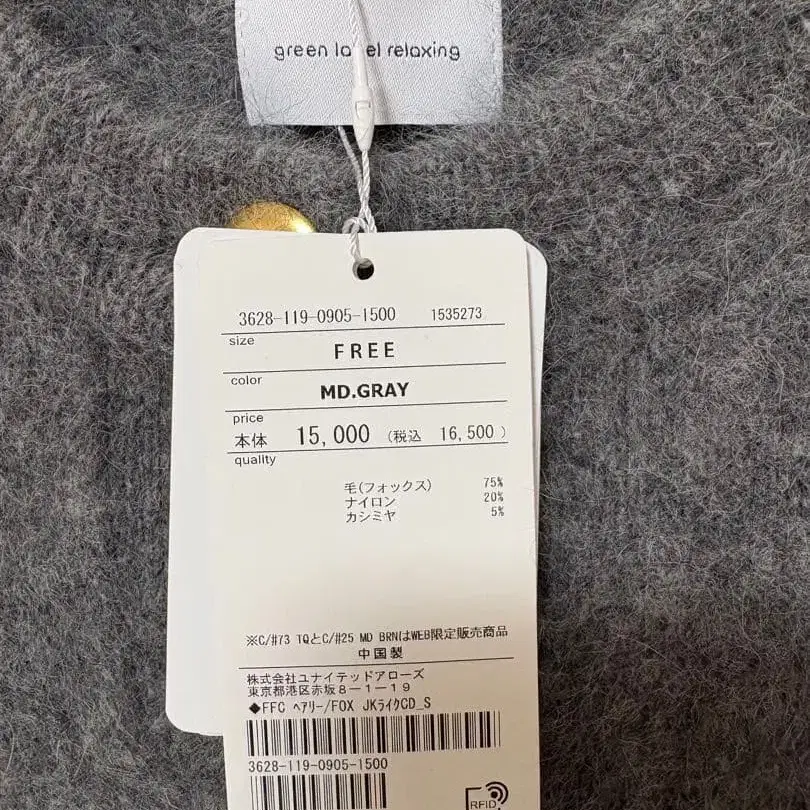 green label relaxing
3628-119-0905-1500 1535273
size
FREE
color
MD.GRAY
price
本体 15,000 (税込 16,500)
quality
毛(フォックス) 75%
ナイロン 20%
カシミヤ 5%
※C/#73 TQとC/#25 MD BRNはWEB限定販売商品
中国製
株式会社ユナイテッドアローズ
東京都港区赤坂8-1-19
◆FFC ヘアリー/FOX JKライクCD_S
3628-119-0905-1500
RFID